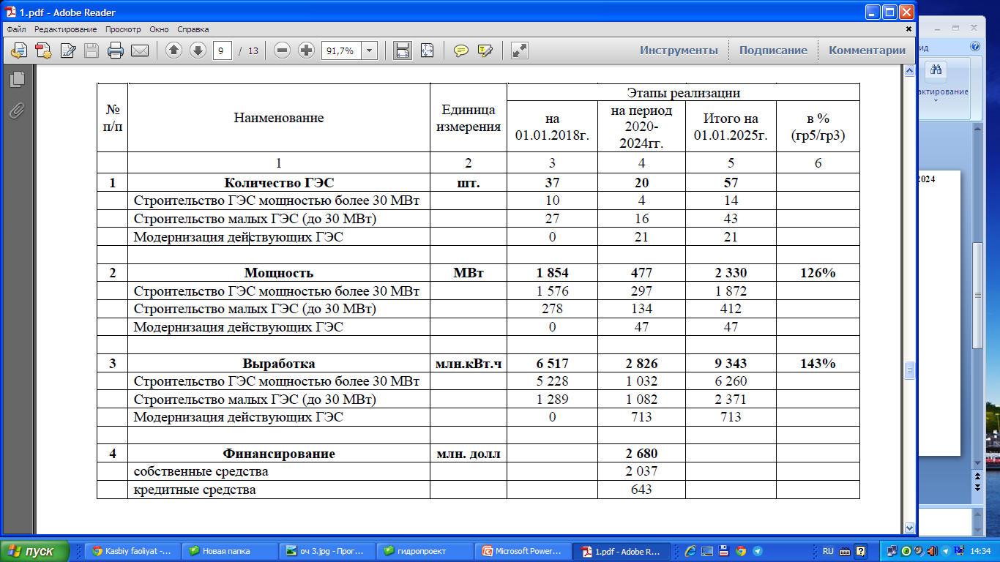 1.pdf - Adobe Reader
Файл Редактирование Просмотр Окно Справка
9 / 13 91,7% Инструменты Подписание Комментарии
№ п/п Наименование Единица измерения Этапы реализации
на 01.01.2018г. на период 2020-2024гг. Итого на 01.01.2025г. в % (гр5/гр3)
1 2 3 4 5 6
1 Количество ГЭС шт. 37 20 57
Строительство ГЭС мощностью более 30 МВт 10 4 14
Строительство малых ГЭС (до 30 МВт) 27 16 43
Модернизация действующих ГЭС 0 21 21
2 Мощность МВт 1 854 477 2 330 126%
Строительство ГЭС мощностью более 30 МВт 1 576 297 1 872
Строительство малых ГЭС (до 30 МВт) 278 134 412
Модернизация действующих ГЭС 0 47 47
3 Выработка млн.кВт.ч 6 517 2 826 9 343 143%
Строительство ГЭС мощностью более 30 МВт 5 228 1 032 6 260
Строительство малых ГЭС (до 30 МВт) 1 289 1 082 2 371
Модернизация действующих ГЭС 0 713 713
4 Финансирование млн. долл 2 680
собственные средства 2 037
кредитные средства 643
ид
актирование
2024
пуск Kasbiy faoliyat -... Новая папка оч 3.jpg - Прог... гидропроект Microsoft Power... 1.pdf - Adobe R... RU 14:34